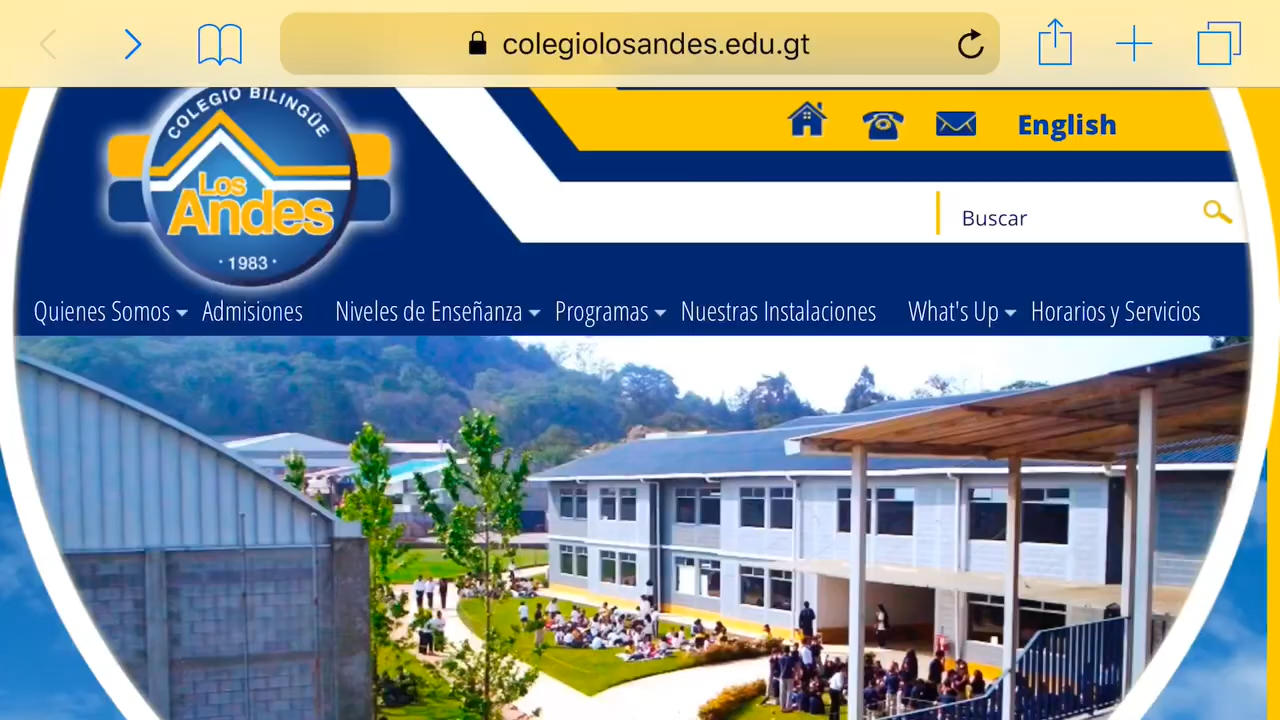 colegiolosandes.edu.gt
COLEGIO BILINGÜE
Los
Andes
· 1983 ·
English
Buscar
Quienes Somos Admisiones Niveles de Enseñanza Programas Nuestras Instalaciones What's Up Horarios y Servicios